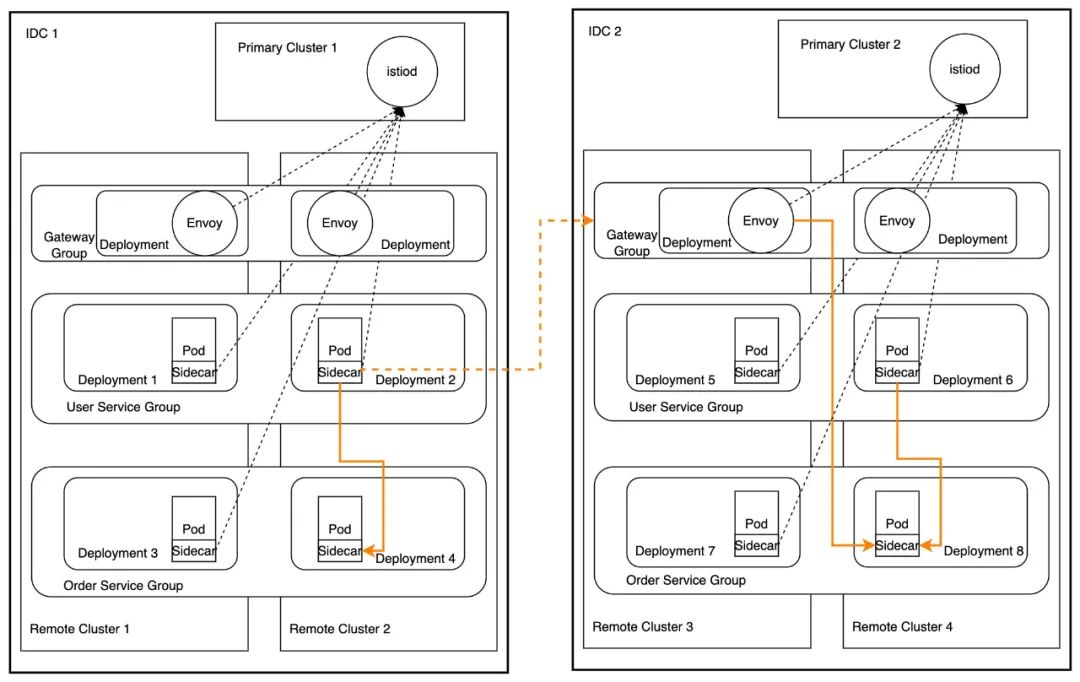 IDC 1
Primary Cluster 1
istiod
Envoy
Gateway
Group
Deployment
Envoy
Deployment
Pod
Sidecar
Deployment 1
Pod
Sidecar
Deployment 2
User Service Group
Pod
Sidecar
Deployment 3
Pod
Sidecar
Deployment 4
Order Service Group
Remote Cluster 1
Remote Cluster 2
IDC 2
Primary Cluster 2
istiod
Envoy
Gateway
Group
Deployment
Envoy
Deployment
Pod
Sidecar
Deployment 5
Pod
Sidecar
Deployment 6
User Service Group
Pod
Sidecar
Deployment 7
Pod
Sidecar
Deployment 8
Order Service Group
Remote Cluster 3
Remote Cluster 4